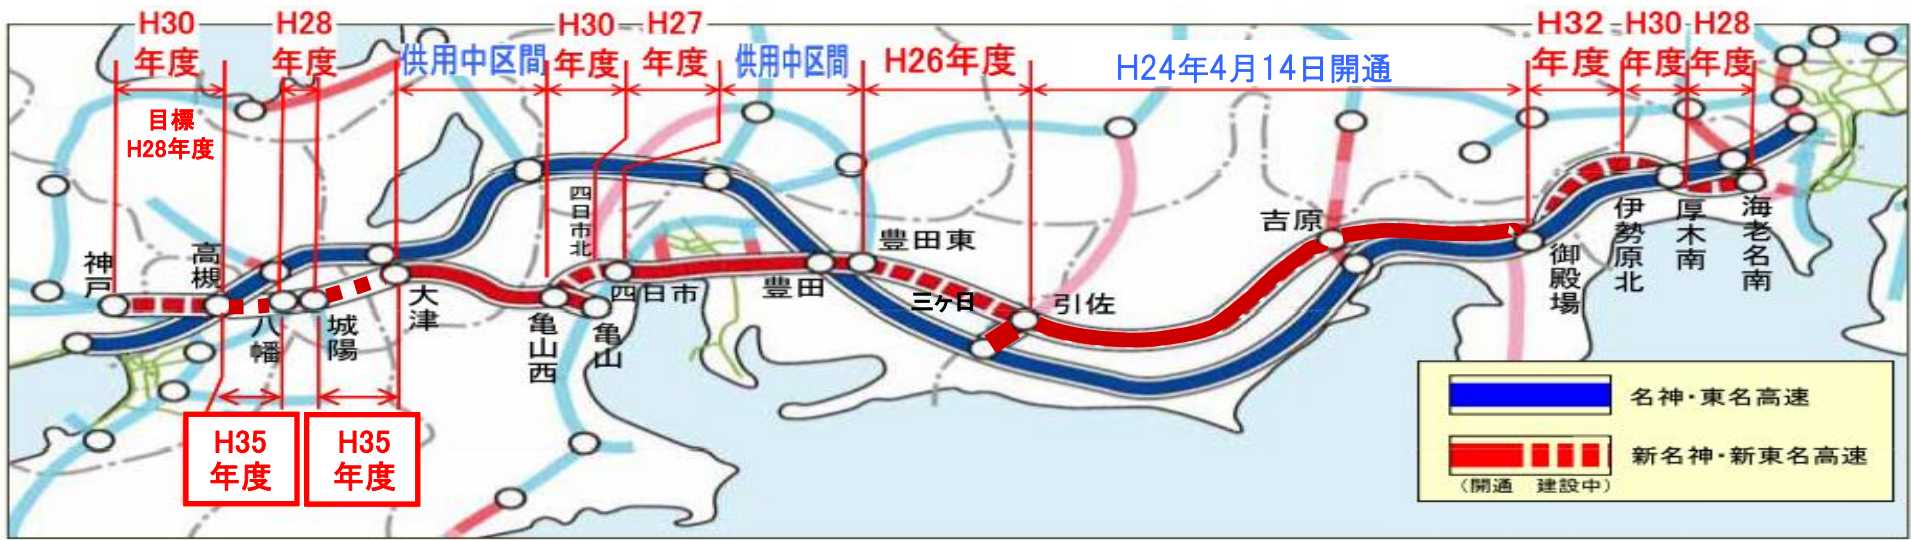 H30
年度
H28
年度
供用中区間
H30
年度
H27
年度
供用中区間
H26年度
H24年4月14日開通
H32
年度
H30
年度
H28
年度
目標
H28年度
神戸
高槻
八幡
城陽
大津
亀山西
亀山
四日市北
四日市
豊田
豊田東
三ヶ日
引佐
吉原
御殿場
伊勢原北
厚木南
海老名南
H35
年度
H35
年度
名神・東名高速
新名神・新東名高速
(開通 建設中)